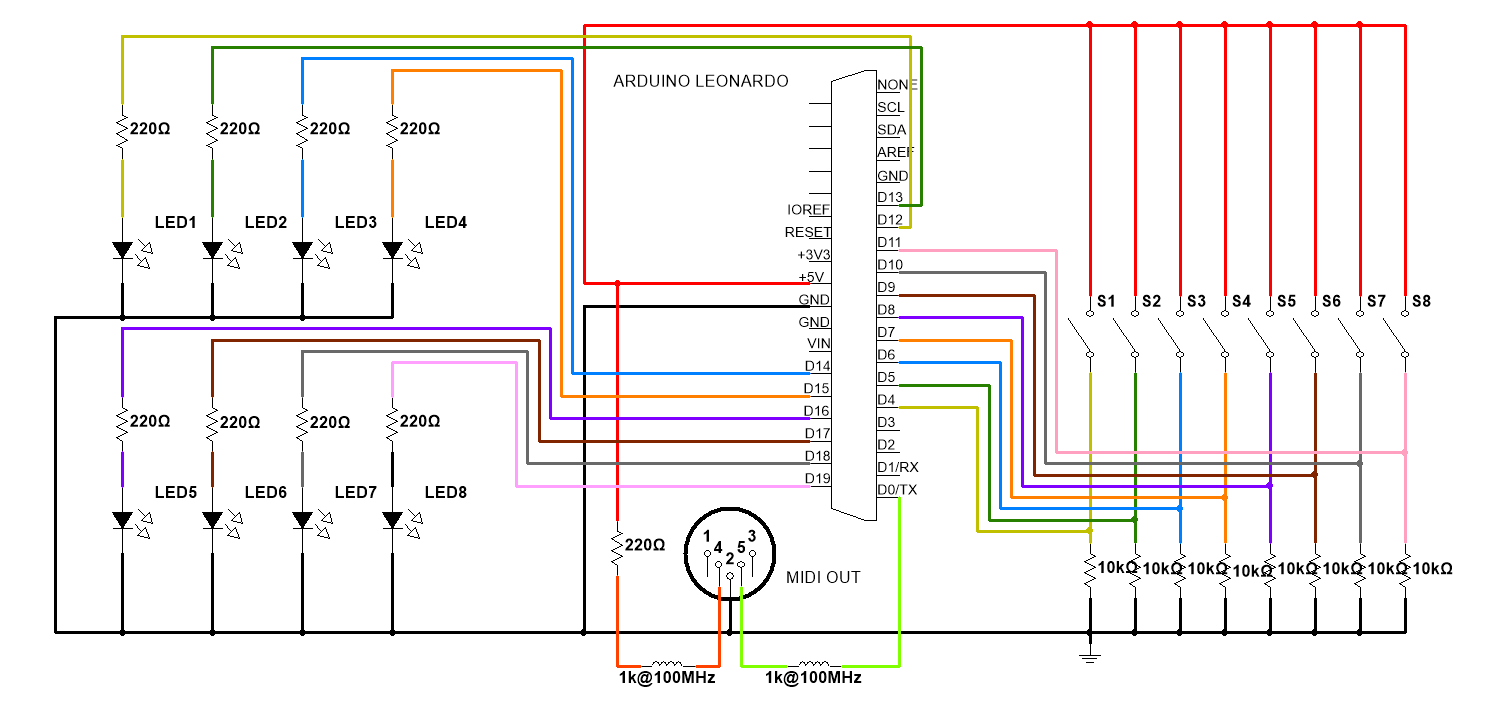 ARDUINO LEONARDO
NONE
SCL
SDA
AREF
GND
D13
D12
D11
D10
D9
D8
D7
D6
D5
D4
D3
D2
D1/RX
D0/TX
IOREF
RESET
+3V3
+5V
GND
GND
VIN
D14
D15
D16
D17
D18
D19
220Ω 220Ω 220Ω 220Ω
LED1 LED2 LED3 LED4
220Ω 220Ω 220Ω 220Ω
LED5 LED6 LED7 LED8
S1 S2 S3 S4 S5 S6 S7 S8
220Ω
1 3
4 5
2
MIDI OUT
10kΩ 10kΩ 10kΩ 10kΩ 10kΩ 10kΩ 10kΩ 10kΩ
1k@100MHz 1k@100MHz